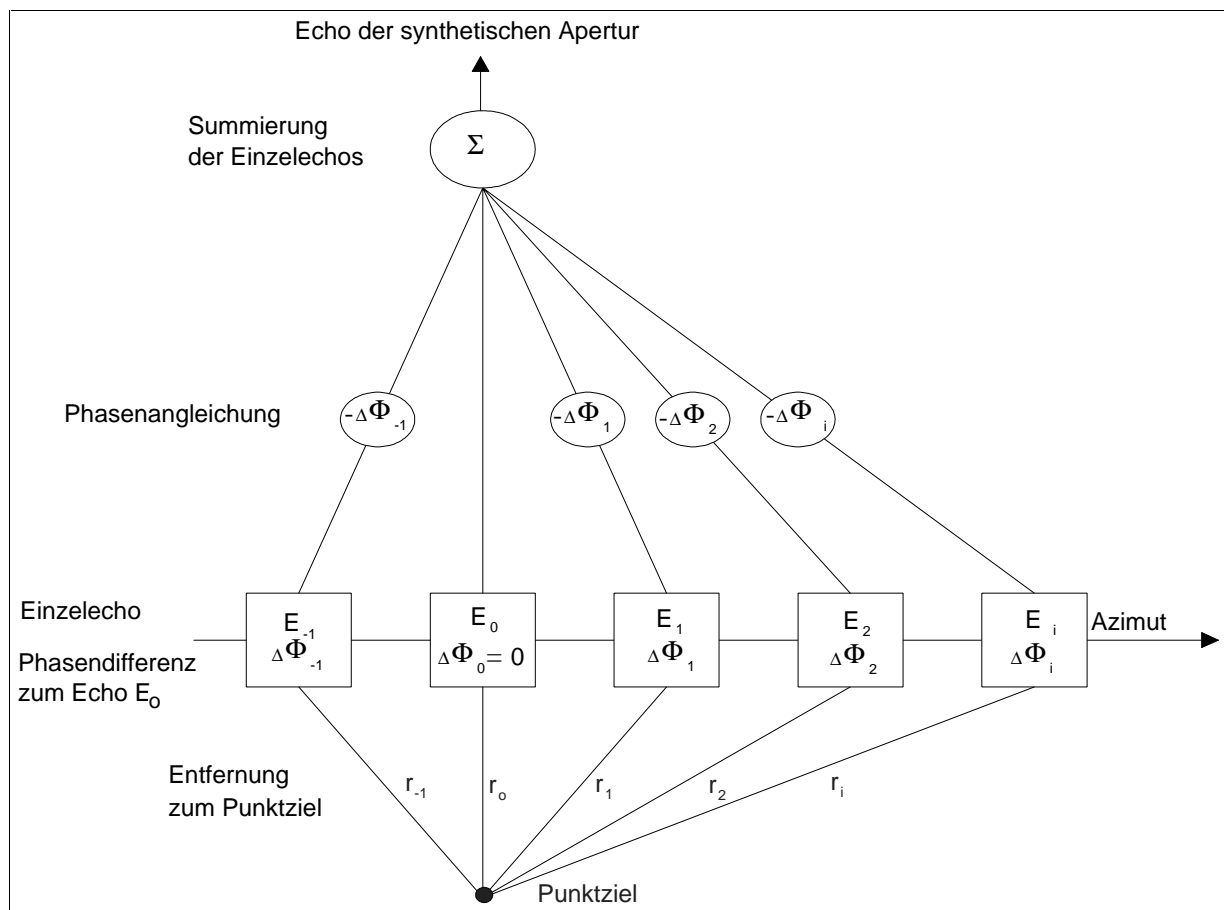 Echo der synthetischen Apertur
Summierung
der Einzelechos
Σ
Phasenangleichung
-ΔΦ₋₁
-ΔΦ₁
-ΔΦ₂
-ΔΦᵢ
Einzelecho
E₋₁
ΔΦ₋₁
E₀
ΔΦ₀ = 0
E₁
ΔΦ₁
E₂
ΔΦ₂
Eᵢ
ΔΦᵢ
Azimut
Phasendifferenz
zum Echo Eₒ
Entfernung
zum Punktziel
r₋₁
rₒ
r₁
r₂
rᵢ
Punktziel